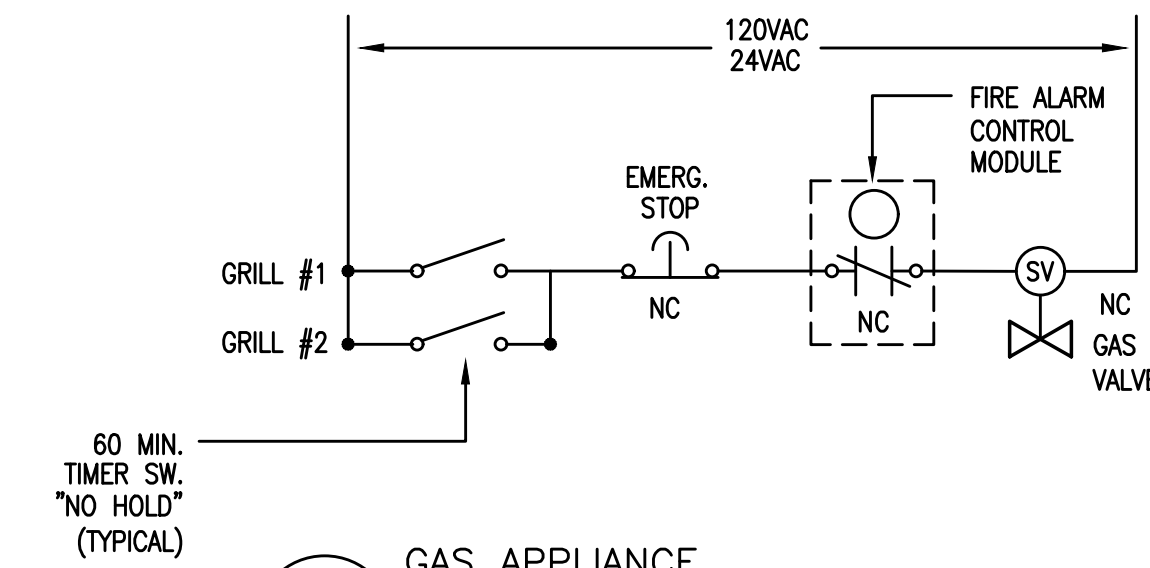 120VAC
24VAC
FIRE ALARM
CONTROL
MODULE
EMERG.
STOP
GRILL #1
NC
NC
SV
NC
GAS
VALVE
GRILL #2
60 MIN.
TIMER SW.
"NO HOLD"
(TYPICAL)
GAS APPLIANCE